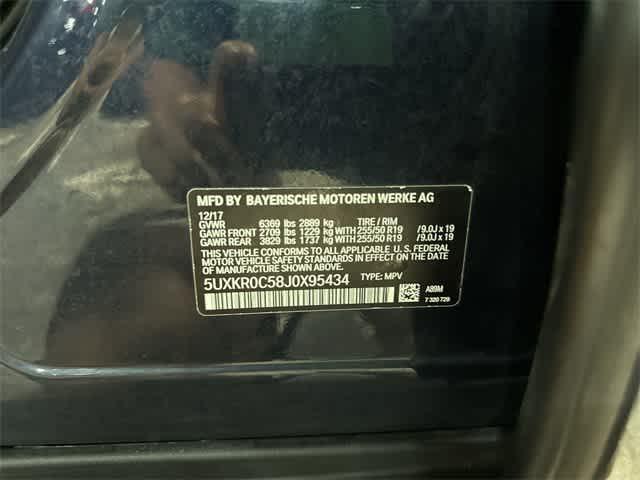 MFD BY BAYERISCHE MOTOREN WERKE AG
12/17
GVWR 6369 lbs 2889 kg TIRE / RIM
GAWR FRONT 2709 lbs 1229 kg WITH 255/50 R19 /9.0J x 19
GAWR REAR 3829 lbs 1737 kg WITH 255/50 R19 /9.0J x 19
THIS VEHICLE CONFORMS TO ALL APPLICABLE U.S. FEDERAL
MOTOR VEHICLE SAFETY STANDARDS IN EFFECT ON THE DATE OF
MANUFACTURE SHOWN ABOVE.
5UXKR0C58J0X95434 TYPE: MPV
A89M
7 320 729